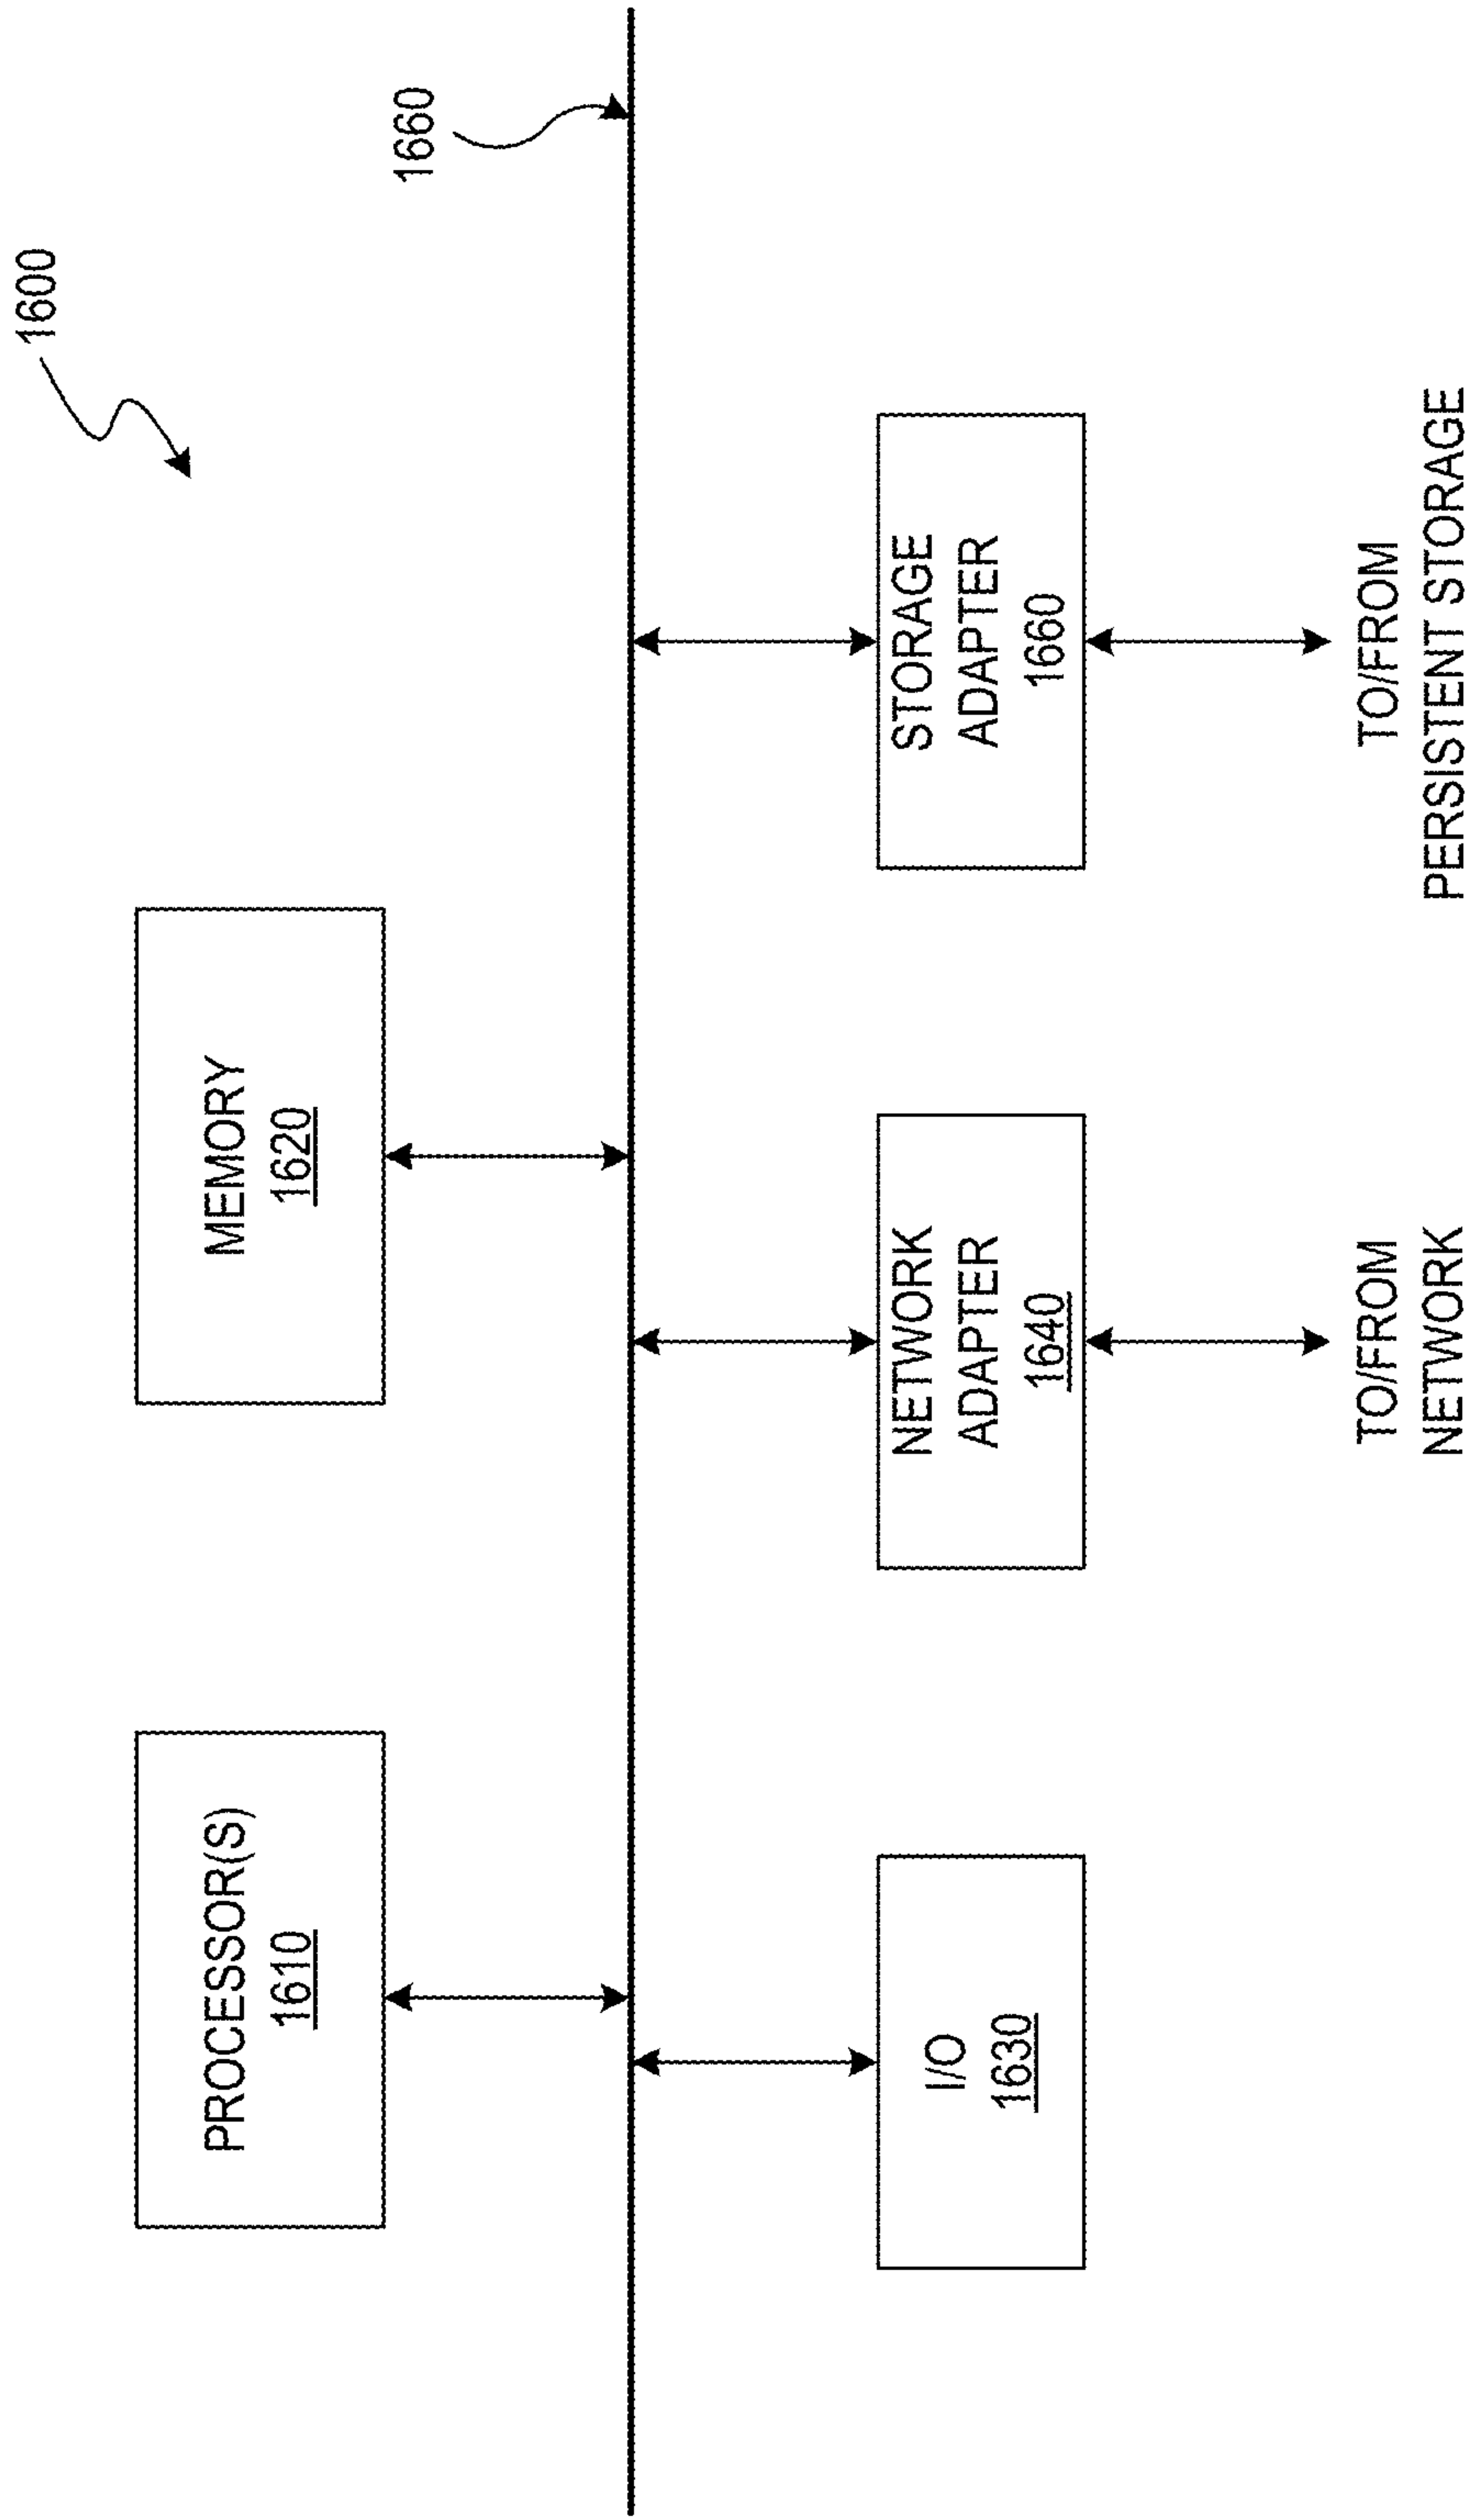 1600
PROCESSOR(S)
1610
MEMORY
1620
1660
I/O
1630
NETWORK
ADAPTER
1640
STORAGE
ADAPTER
1660
TO/FROM
NETWORK
TO/FROM
PERSISTENT STORAGE